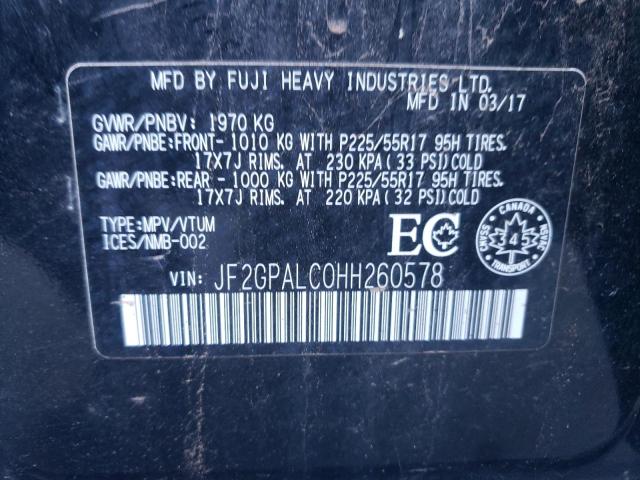 MFD BY FUJI HEAVY INDUSTRIES LTD.
MFD IN 03/17
GVWR/PNBV: 1970 KG
GAWR/PNBE:FRONT- 1010 KG WITH P225/55R17 95H TIRES.
17X7J RIMS. AT 230 KPA(33 PSI)COLD
GAWR/PNBE:REAR - 1000 KG WITH P225/55R17 95H TIRES.
17X7J RIMS. AT 220 KPA(32 PSI)COLD
TYPE:MPV/VTUM
ICES/NMB-002
EC
CANADA
CMVSS
NSVAC
345
VIN: JF2GPALC0HH260578